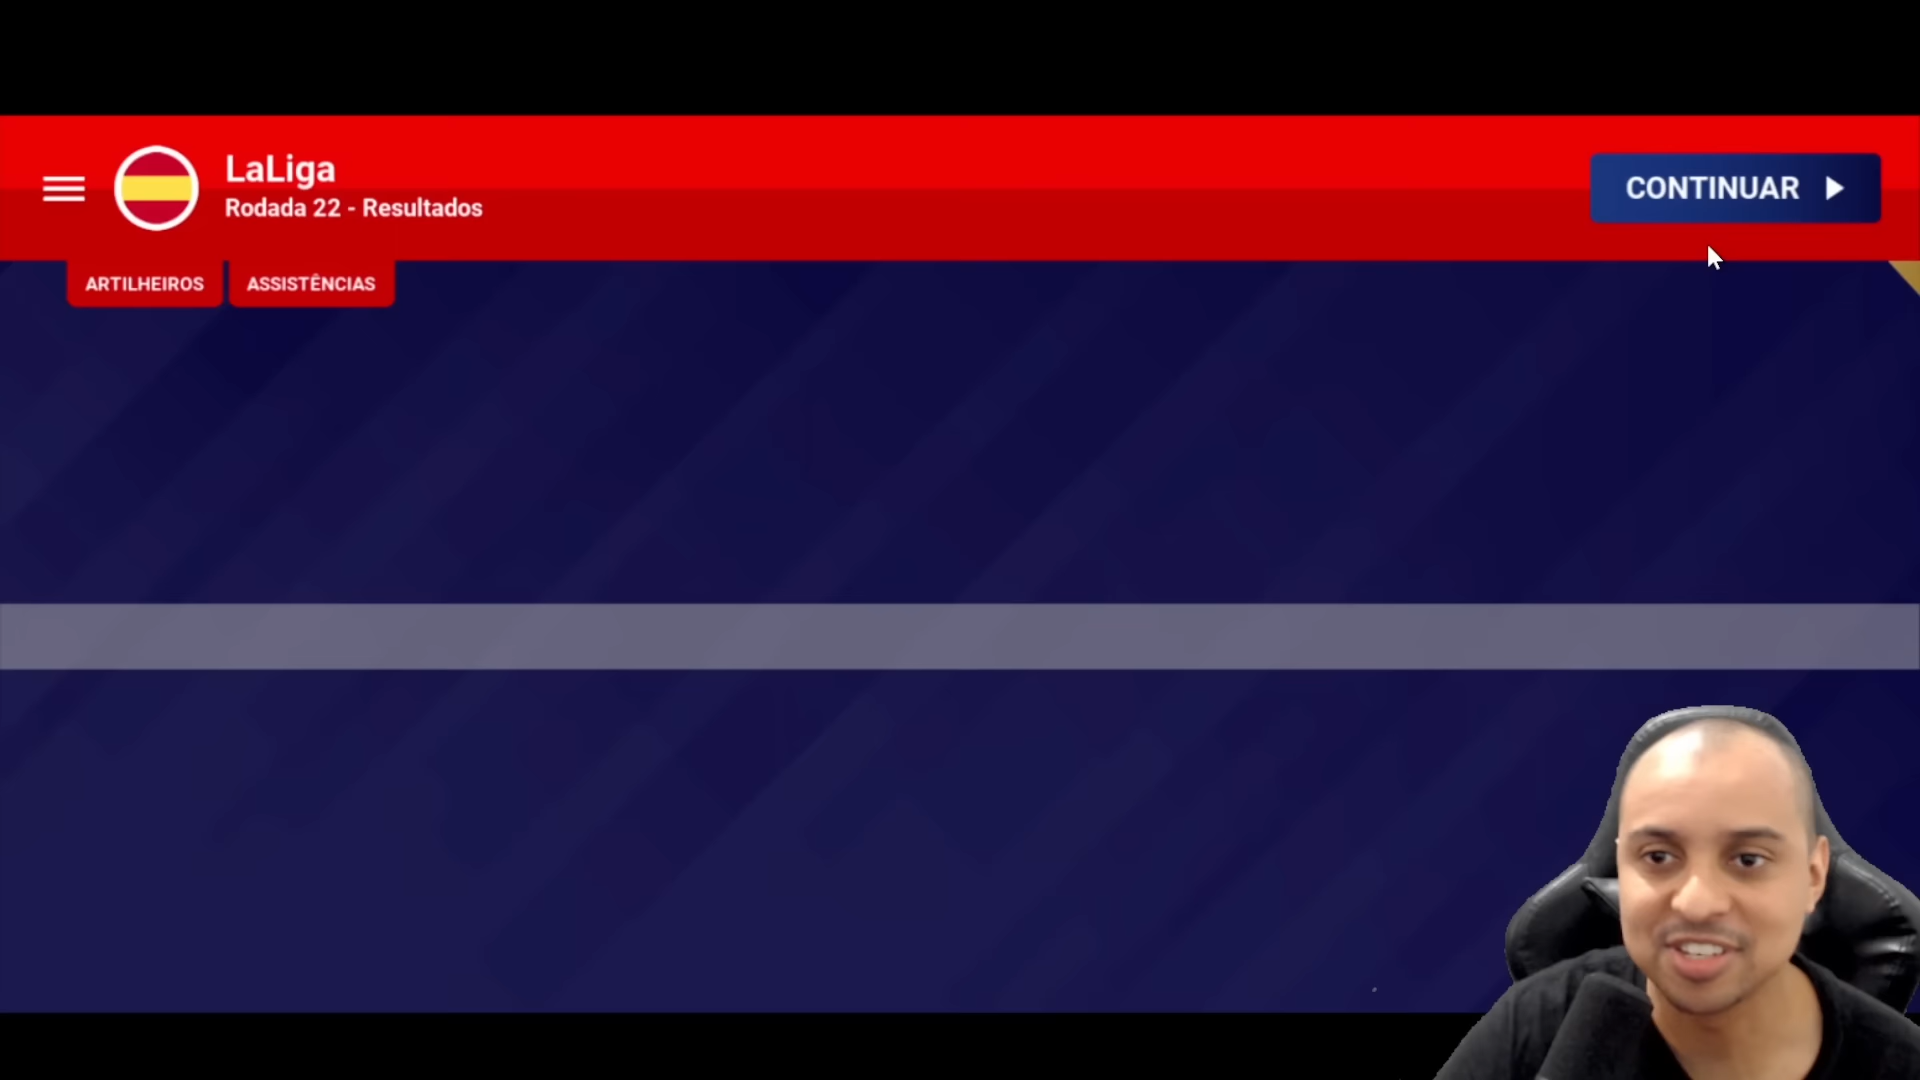 LaLiga
Rodada 22 - Resultados
CONTINUAR
ARTILHEIROS
ASSISTÊNCIAS